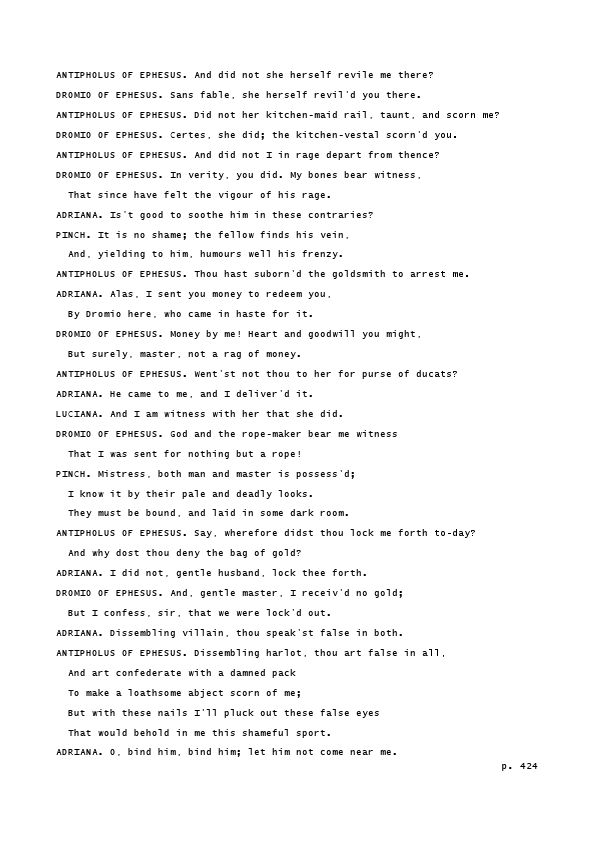 ANTIPHOLUS OF EPHESUS. And did not she herself revile me there?
DROMIO OF EPHESUS. Sans fable, she herself revil'd you there.
ANTIPHOLUS OF EPHESUS. Did not her kitchen-maid rail, taunt, and scorn me?
DROMIO OF EPHESUS. Certes, she did; the kitchen-vestal scorn'd you.
ANTIPHOLUS OF EPHESUS. And did not I in rage depart from thence?
DROMIO OF EPHESUS. In verity, you did. My bones bear witness,
That since have felt the vigour of his rage.
ADRIANA. Is't good to soothe him in these contraries?
PINCH. It is no shame; the fellow finds his vein,
And, yielding to him, humours well his frenzy.
ANTIPHOLUS OF EPHESUS. Thou hast suborn'd the goldsmith to arrest me.
ADRIANA. Alas, I sent you money to redeem you,
By Dromio here, who came in haste for it.
DROMIO OF EPHESUS. Money by me! Heart and goodwill you might,
But surely, master, not a rag of money.
ANTIPHOLUS OF EPHESUS. Went'st not thou to her for purse of ducats?
ADRIANA. He came to me, and I deliver'd it.
LUCIANA. And I am witness with her that she did.
DROMIO OF EPHESUS. God and the rope-maker bear me witness
That I was sent for nothing but a rope!
PINCH. Mistress, both man and master is possess'd;
I know it by their pale and deadly looks.
They must be bound, and laid in some dark room.
ANTIPHOLUS OF EPHESUS. Say, wherefore didst thou lock me forth to-day?
And why dost thou deny the bag of gold?
ADRIANA. I did not, gentle husband, lock thee forth.
DROMIO OF EPHESUS. And, gentle master, I receiv'd no gold;
But I confess, sir, that we were lock'd out.
ADRIANA. Dissembling villain, thou speak'st false in both.
ANTIPHOLUS OF EPHESUS. Dissembling harlot, thou art false in all,
And art confederate with a damned pack
To make a loathsome abject scorn of me;
But with these nails I'll pluck out these false eyes
That would behold in me this shameful sport.
ADRIANA. O, bind him, bind him; let him not come near me.
p. 424